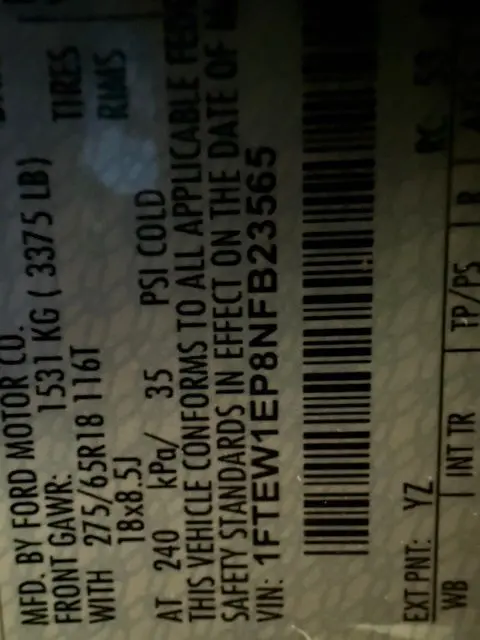 MFD. BY FORD MOTOR CO.
FRONT GAWR: TIRES
1531 KG ( 3375 LB) RIMS
WITH 275/65R18 116T
18x8.5J
AT 240 kPa/ 35 PSI COLD
THIS VEHICLE CONFORMS TO ALL APPLICABLE
SAFETY STANDARDS IN EFFECT ON THE DATE OF
VIN: 1FTEW1EP8NFB23565
EXT PNT: YZ RC: 53
WB INT TR TP/PS R